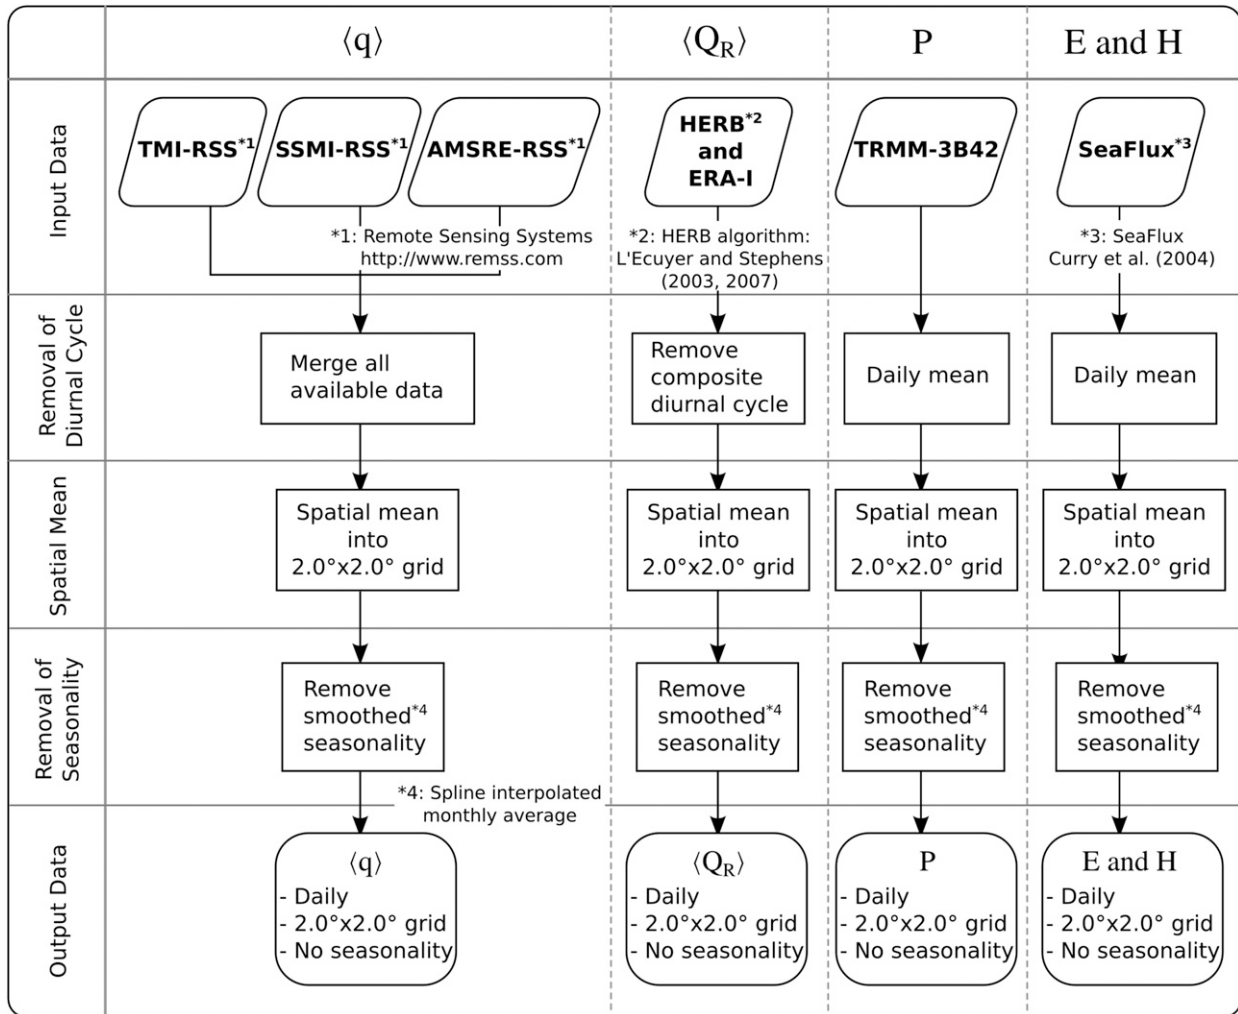 ⟨q⟩
⟨Q_R⟩
P
E and H
Input Data
TMI-RSS*1
SSMI-RSS*1
AMSRE-RSS*1
HERB*2
and
ERA-I
TRMM-3B42
SeaFlux*3
*1: Remote Sensing Systems
http://www.remss.com
*2: HERB algorithm:
L'Ecuyer and Stephens
(2003, 2007)
*3: SeaFlux
Curry et al. (2004)
Removal of
Diurnal Cycle
Merge all
available data
Remove
composite
diurnal cycle
Daily mean
Daily mean
Spatial Mean
Spatial mean
into
2.0°x2.0° grid
Spatial mean
into
2.0°x2.0° grid
Spatial mean
into
2.0°x2.0° grid
Spatial mean
into
2.0°x2.0° grid
Removal of
Seasonality
Remove
smoothed*4
seasonality
Remove
smoothed*4
seasonality
Remove
smoothed*4
seasonality
Remove
smoothed*4
seasonality
*4: Spline interpolated
monthly average
Output Data
⟨q⟩
- Daily
- 2.0°x2.0° grid
- No seasonality
⟨Q_R⟩
- Daily
- 2.0°x2.0° grid
- No seasonality
P
- Daily
- 2.0°x2.0° grid
- No seasonality
E and H
- Daily
- 2.0°x2.0° grid
- No seasonality